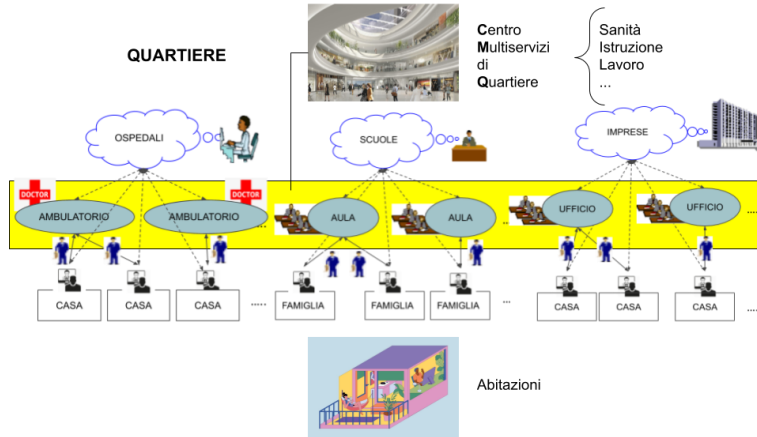 QUARTIERE
Centro
Multiservizi
di
Quartiere
Sanità
Istruzione
Lavoro
...
OSPEDALI
SCUOLE
IMPRESE
DOCTOR
DOCTOR
AMBULATORIO
AMBULATORIO
...
AULA
AULA
...
UFFICIO
UFFICIO
....
CASA
CASA
CASA
.....
FAMIGLIA
FAMIGLIA
FAMIGLIA
...
CASA
CASA
...
CASA
....
Abitazioni